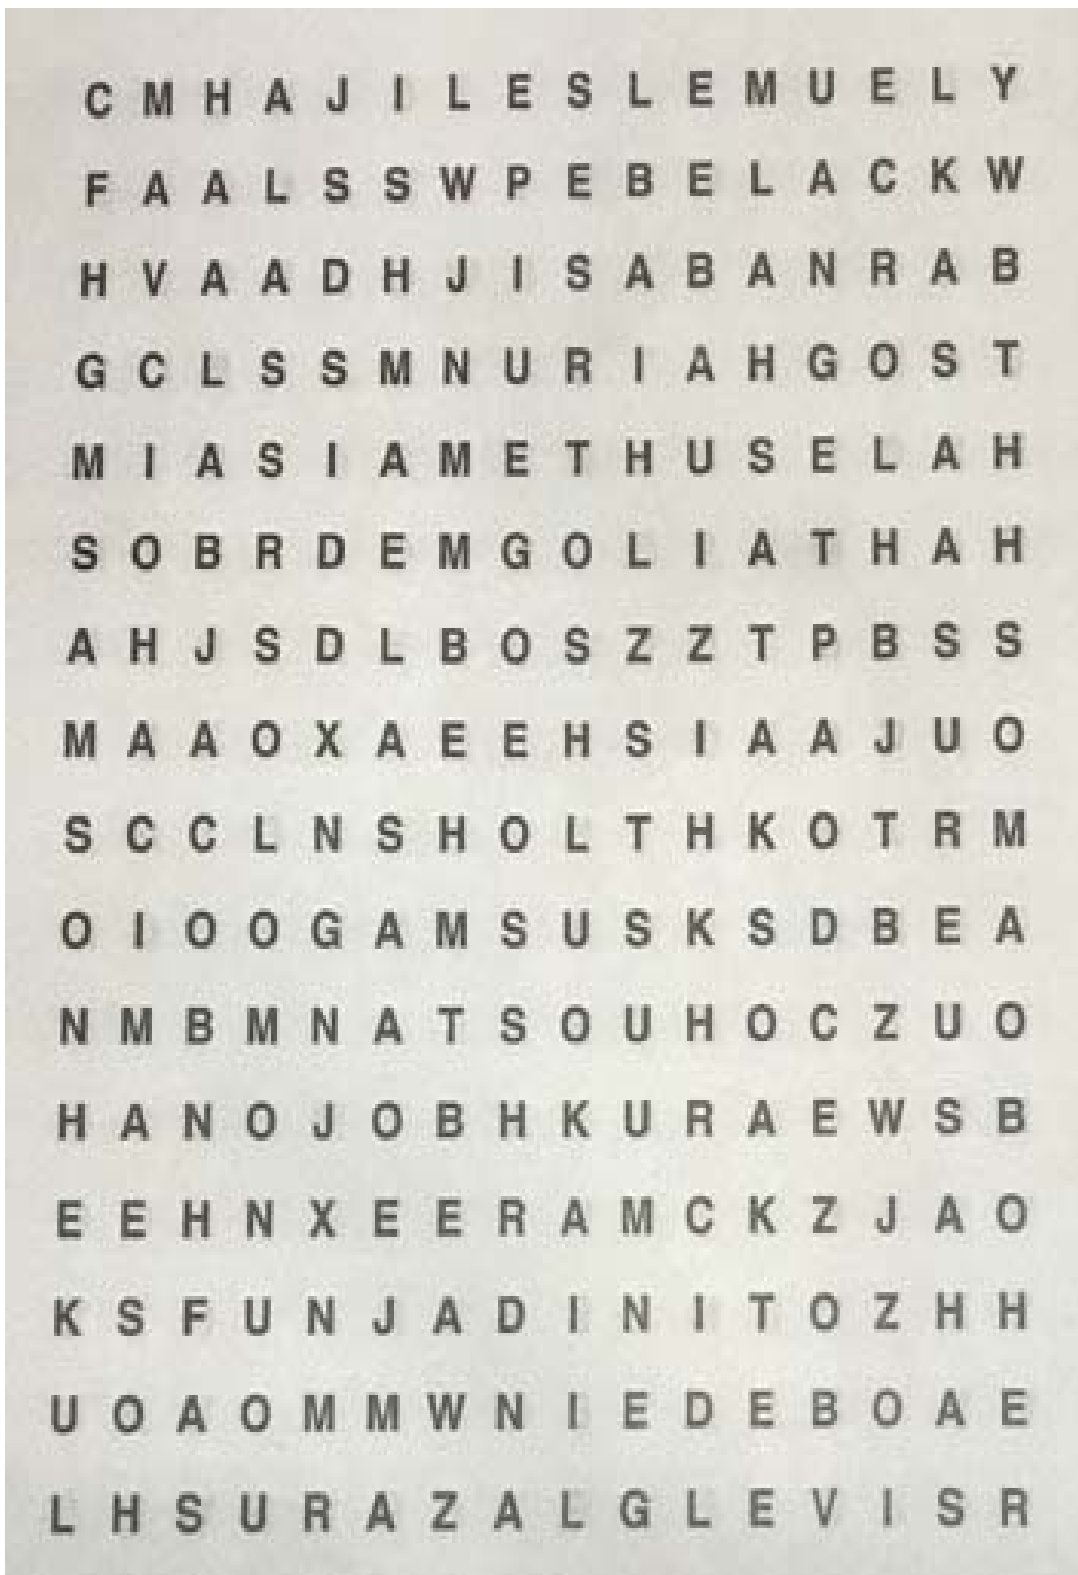 C M H A J I L E S L E M U E L Y
F A A L S S W P E B E L A C K W
H V A A D H J I S A B A N R A B
G C L S S M N U R I A H G O S T
M I A S I A M E T H U S E L A H
S O B R D E M G O L I A T H A H
A H J S D L B O S Z Z T P B S S
M A A O X A E E H S I A A J U O
S C C L N S H O L T H K O T R M
O I O O G A M S U S K S D B E A
N M B M N A T S O U H O C Z U O
H A N O J O B H K U R A E W S B
E E H N X E E R A M C K Z J A O
K S F U N J A D I N I T O Z H H
U O A O M M W N I E D E B O A E
L H S U R A Z A L G L E V I S R